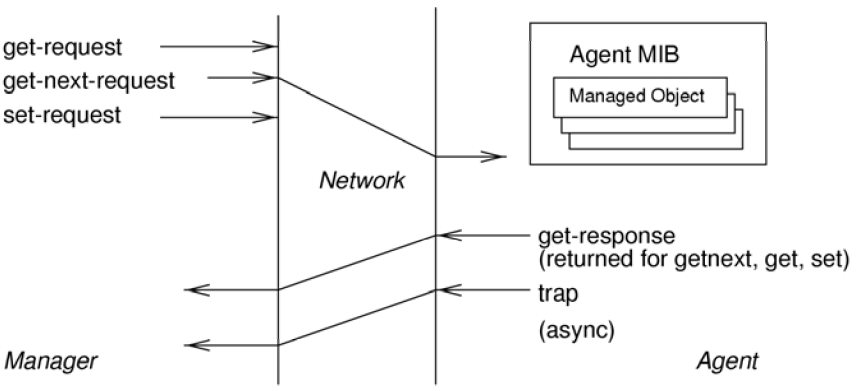 get-request
get-next-request
set-request
Agent MIB
Managed Object
Network
get-response
(returned for getnext, get, set)
trap
(async)
Manager
Agent